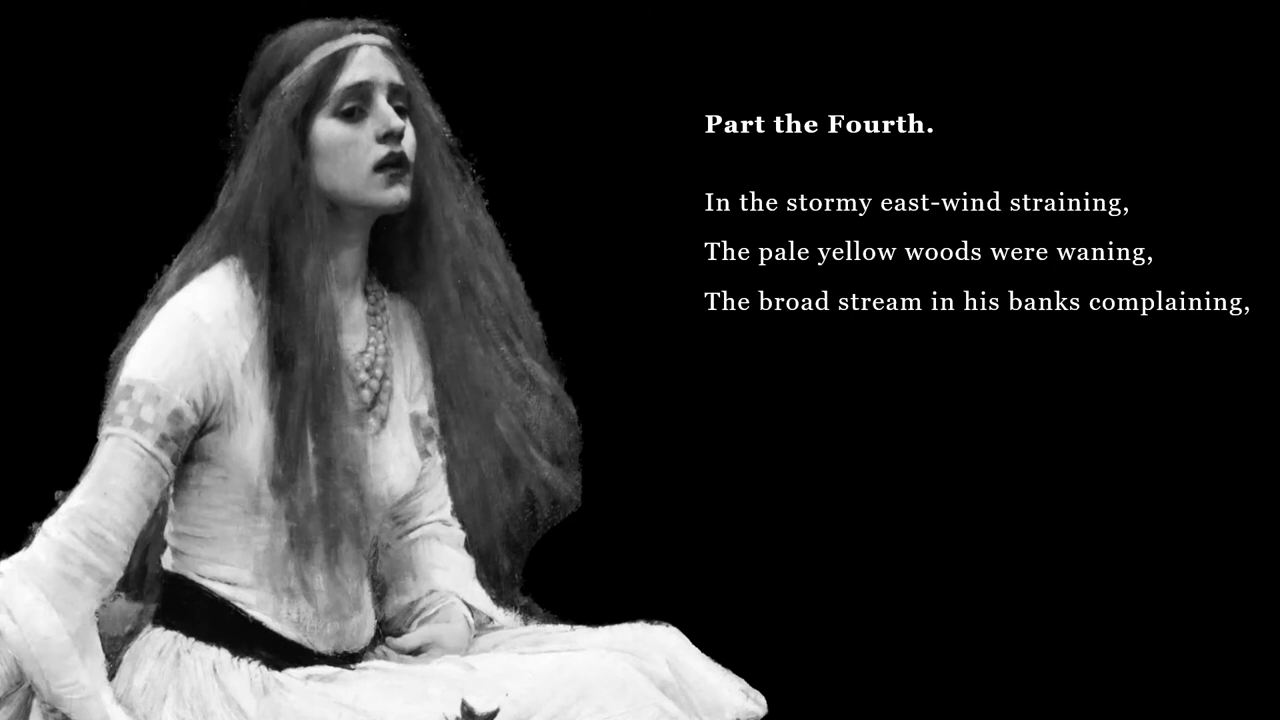 Part the Fourth.
In the stormy east-wind straining,
The pale yellow woods were waning,
The broad stream in his banks complaining,